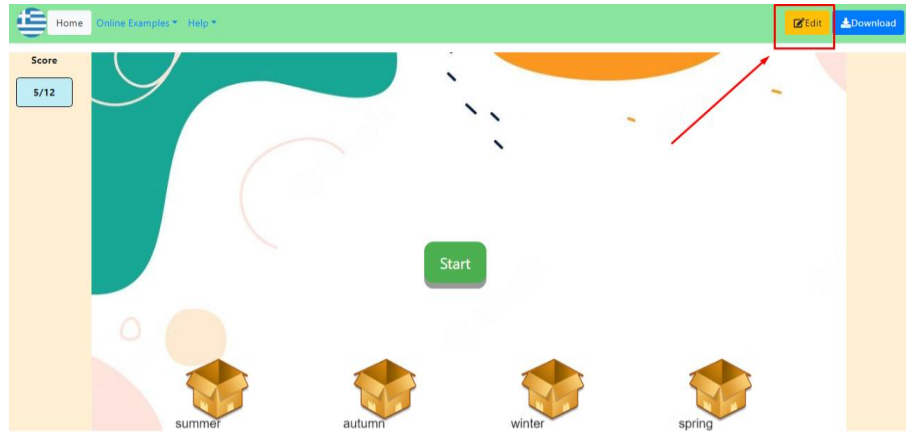 Home Online Examples Help Edit Download
Score
5/12
Start
summer autumn winter spring